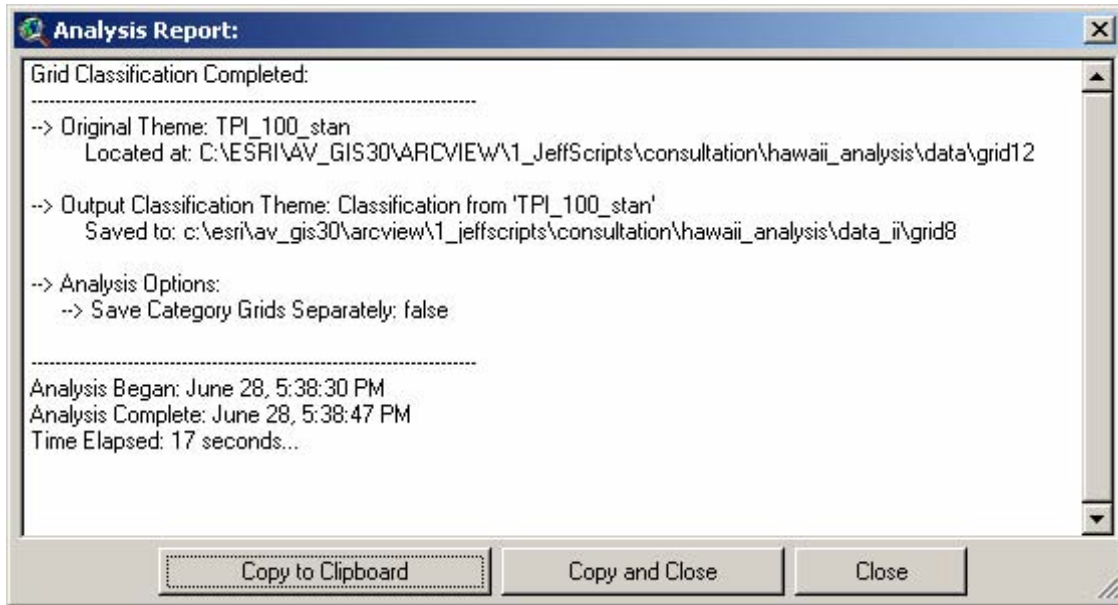 Analysis Report:
Grid Classification Completed:
--------------------------------------------------------------------------
--> Original Theme: TPI_100_stan
Located at: C:\ESRI\AV_GIS30\ARCVIEW\1_JeffScripts\consultation\hawaii_analysis\data\grid12
--> Output Classification Theme: Classification from 'TPI_100_stan'
Saved to: c:\esri\av_gis30\arcview\1_jeffscripts\consultation\hawaii_analysis\data_ii\grid8
--> Analysis Options:
--> Save Category Grids Separately: false
--------------------------------------------------------------------------
Analysis Began: June 28, 5:38:30 PM
Analysis Complete: June 28, 5:38:47 PM
Time Elapsed: 17 seconds...
Copy to Clipboard
Copy and Close
Close